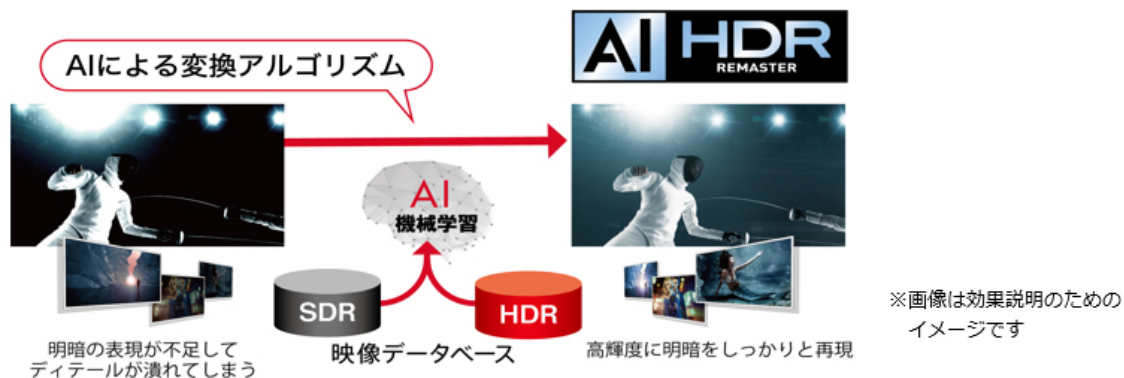 AIによる変換アルゴリズム
AI HDR
REMASTER
AI
機械学習
SDR
HDR
映像データベース
明暗の表現が不足して
ディテールが潰れてしまう
高輝度に明暗をしっかりと再現
※画像は効果説明のための
イメージです